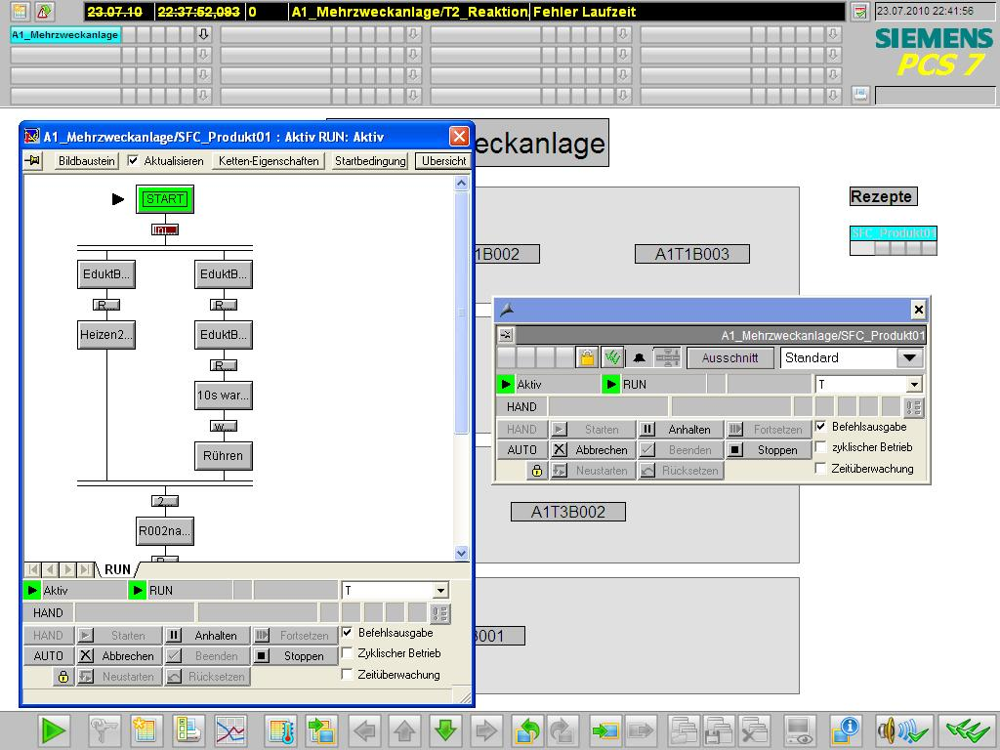 23.07.10 22:37:52,093 0 A1_Mehrzweckanlage/T2_Reaktion Fehler Laufzeit
23.07.2010 22:41:56
A1_Mehrzweckanlage
SIEMENS
PCS 7
A1_Mehrzweckanlage/SFC_Produkt01 : Aktiv RUN: Aktiv
eckanlage
Bildbaustein Aktualisieren Ketten-Eigenschaften Startbedingung Übersicht
START
EduktB... EduktB...
R... R...
Heizen2... EduktB...
R...
10s war...
w...
Rühren
2...
R002na...
RUN
Aktiv RUN T
HAND
HAND Starten Anhalten Fortsetzen Befehlsausgabe
AUTO Abbrechen Beenden Stoppen Zyklischer Betrieb
Neustarten Rücksetzen Zeitüberwachung
1B002 A1T1B003
Rezepte
SFC_Produkt01
A1_Mehrzweckanlage/SFC_Produkt01
Ausschnitt Standard
Aktiv RUN T
HAND
HAND Starten Anhalten Fortsetzen Befehlsausgabe
AUTO Abbrechen Beenden Stoppen zyklischer Betrieb
Neustarten Rücksetzen Zeitüberwachung
A1T3B002
B001